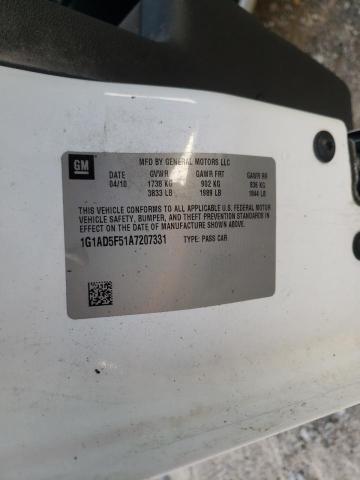 GM
MFD BY GENERAL MOTORS LLC
DATE GVWR GAWR FRT GAWR RR
04/10 1738 KG 902 KG 836 KG
3833 LB 1989 LB 1844 LB
THIS VEHICLE CONFORMS TO ALL APPLICABLE U.S. FEDERAL MOTOR
VEHICLE SAFETY, BUMPER, AND THEFT PREVENTION STANDARDS IN
EFFECT ON THE DATE OF MANUFACTURE SHOWN ABOVE.
1G1AD5F51A7207331 TYPE: PASS CAR